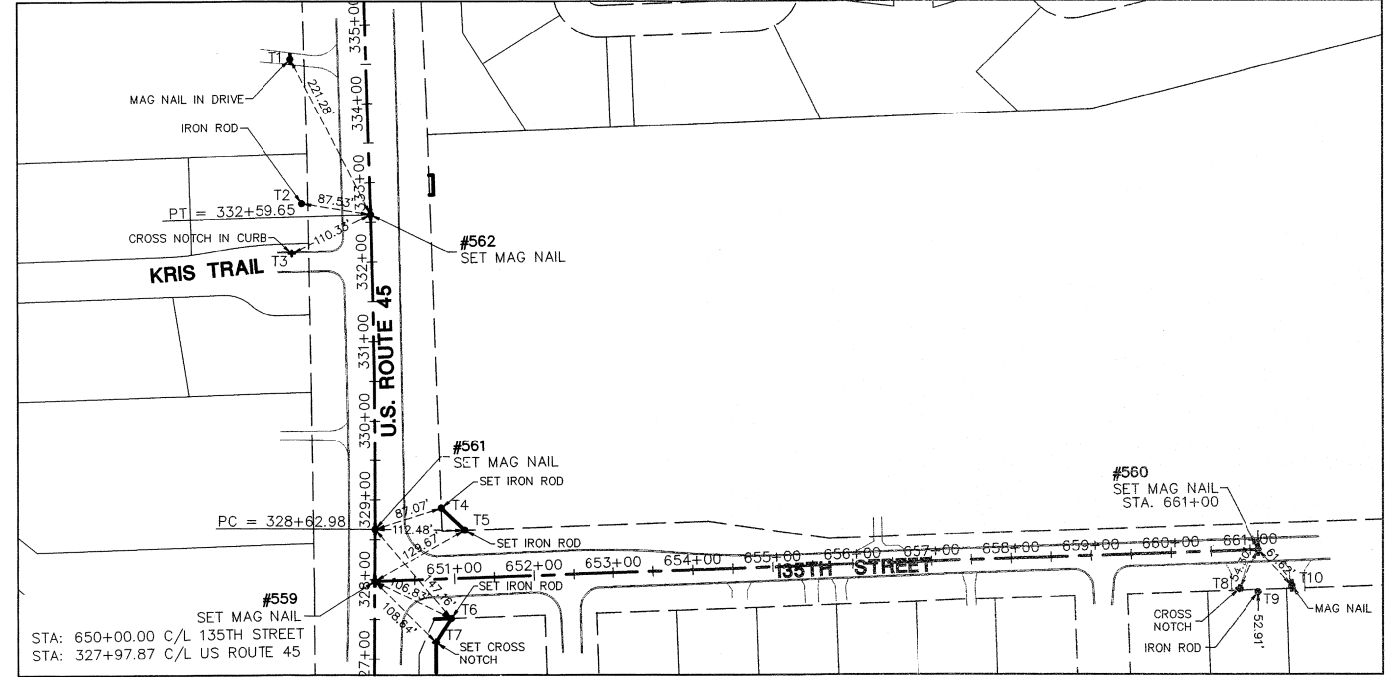 335+00
T1
221.28'
MAG NAIL IN DRIVE
334+00
IRON ROD
333+00
T2
87.53'
PT = 332+59.65
110.33'
CROSS NOTCH IN CURB
T3
#562
SET MAG NAIL
332+00
KRIS TRAIL
U.S. ROUTE 45
331+00
330+00
#561
SET MAG NAIL
SET IRON ROD
329+00
87.07'
T4
PC = 328+62.98
112.48'
T5
129.67'
SET IRON ROD
#560
SET MAG NAIL
STA. 661+00
651+00
652+00
653+00
654+00
655+00
656+00
657+00
658+00
659+00
660+00
661+00
135TH STREET
328+00
106.83'
SET IRON ROD
#559
SET MAG NAIL
108.64'
T6
T7
SET CROSS
NOTCH
STA: 650+00.00 C/L 135TH STREET
STA: 327+97.87 C/L US ROUTE 45
27+00
61.62'
T8
T9
T10
CROSS
NOTCH
MAG NAIL
IRON ROD
52.91'